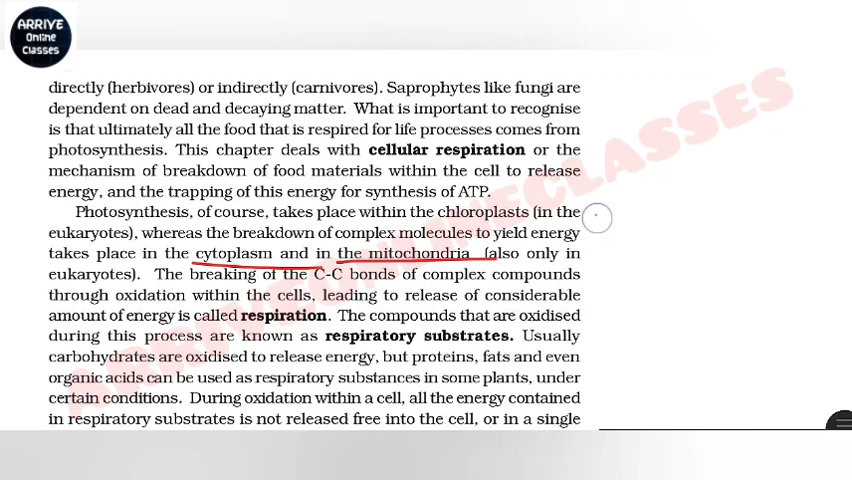 ARRIVE
Online
Classes
directly (herbivores) or indirectly (carnivores). Saprophytes like fungi are
dependent on dead and decaying matter. What is important to recognise
is that ultimately all the food that is respired for life processes comes from
photosynthesis. This chapter deals with cellular respiration or the
mechanism of breakdown of food materials within the cell to release
energy, and the trapping of this energy for synthesis of ATP.
Photosynthesis, of course, takes place within the chloroplasts (in the
eukaryotes), whereas the breakdown of complex molecules to yield energy
takes place in the cytoplasm and in the mitochondria (also only in
eukaryotes). The breaking of the C-C bonds of complex compounds
through oxidation within the cells, leading to release of considerable
amount of energy is called respiration. The compounds that are oxidised
during this process are known as respiratory substrates. Usually
carbohydrates are oxidised to release energy, but proteins, fats and even
organic acids can be used as respiratory substances in some plants, under
certain conditions. During oxidation within a cell, all the energy contained
in respiratory substrates is not released free into the cell, or in a single
ARRIVEONLINECLASSES